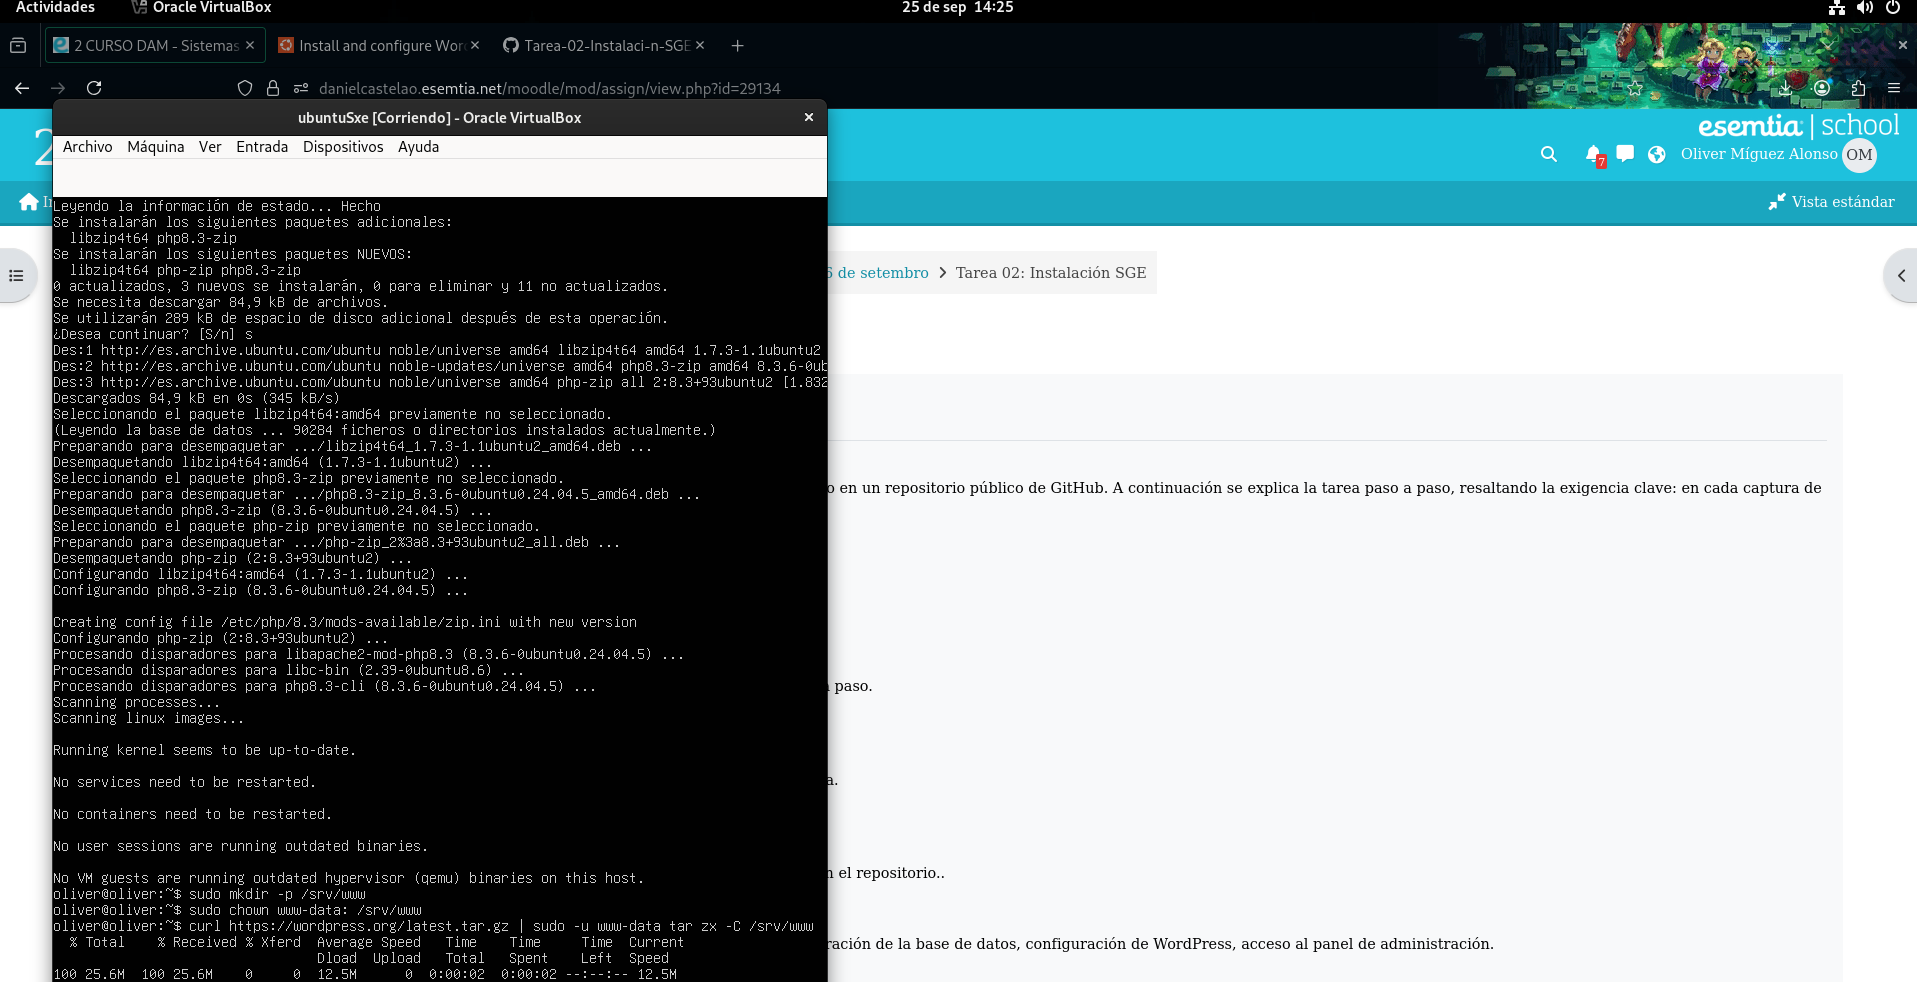 Actividades
Oracle VirtualBox
25 de sep 14:25
2 CURSO DAM - Sistemas
Install and configure Wor
Tarea-02-Instalaci-n-SGE
danielcastelao.esemtia.net/moodle/mod/assign/view.php?id=29134
ubuntuSxe [Corriendo] - Oracle VirtualBox
Archivo Máquina Ver Entrada Dispositivos Ayuda
2
esemtia | school
7
Oliver Míguez Alonso OM
Vista estándar
6 de setembro
Tarea 02: Instalación SGE
Leyendo la información de estado... Hecho
Se instalarán los siguientes paquetes adicionales:
libzip4t64 php8.3-zip
Se instalarán los siguientes paquetes NUEVOS:
libzip4t64 php-zip php8.3-zip
0 actualizados, 3 nuevos se instalarán, 0 para eliminar y 11 no actualizados.
Se necesita descargar 84,9 kB de archivos.
Se utilizarán 289 kB de espacio de disco adicional después de esta operación.
¿Desea continuar? [S/n] s
Des:1 http://es.archive.ubuntu.com/ubuntu noble/universe amd64 libzip4t64 amd64 1.7.3-1.1ubuntu2
Des:2 http://es.archive.ubuntu.com/ubuntu noble-updates/universe amd64 php8.3-zip amd64 8.3.6-0ub
Des:3 http://es.archive.ubuntu.com/ubuntu noble/universe amd64 php-zip all 2:8.3+93ubuntu2 [1.832
Descargados 84,9 kB en 0s (345 kB/s)
Seleccionando el paquete libzip4t64:amd64 previamente no seleccionado.
(Leyendo la base de datos ... 90284 ficheros o directorios instalados actualmente.)
Preparando para desempaquetar .../libzip4t64_1.7.3-1.1ubuntu2_amd64.deb ...
Desempaquetando libzip4t64:amd64 (1.7.3-1.1ubuntu2) ...
Seleccionando el paquete php8.3-zip previamente no seleccionado.
Preparando para desempaquetar .../php8.3-zip_8.3.6-0ubuntu0.24.04.5_amd64.deb ...
Desempaquetando php8.3-zip (8.3.6-0ubuntu0.24.04.5) ...
Seleccionando el paquete php-zip previamente no seleccionado.
Preparando para desempaquetar .../php-zip_2%3a8.3+93ubuntu2_all.deb ...
Desempaquetando php-zip (2:8.3+93ubuntu2) ...
Configurando libzip4t64:amd64 (1.7.3-1.1ubuntu2) ...
Configurando php8.3-zip (8.3.6-0ubuntu0.24.04.5) ...
Creating config file /etc/php/8.3/mods-available/zip.ini with new version
Configurando php-zip (2:8.3+93ubuntu2) ...
Procesando disparadores para libapache2-mod-php8.3 (8.3.6-0ubuntu0.24.04.5) ...
Procesando disparadores para libc-bin (2.39-0ubuntu8.6) ...
Procesando disparadores para php8.3-cli (8.3.6-0ubuntu0.24.04.5) ...
Scanning processes...
Scanning linux images...
Running kernel seems to be up-to-date.
No services need to be restarted.
No containers need to be restarted.
No user sessions are running outdated binaries.
No VM guests are running outdated hypervisor (qemu) binaries on this host.
oliver@oliver:~$ sudo mkdir -p /srv/www
oliver@oliver:~$ sudo chown www-data: /srv/www
oliver@oliver:~$ curl https://wordpress.org/latest.tar.gz | sudo -u www-data tar zx -C /srv/www
% Total % Received % Xferd Average Speed Time Time Time Current
Dload Upload Total Spent Left Speed
100 25.6M 100 25.6M 0 0 12.5M 0 0:00:02 0:00:02 --:--:-- 12.5M
o en un repositorio público de GitHub. A continuación se explica la tarea paso a paso, resaltando la exigencia clave: en cada captura de
paso.
a.
n el repositorio..
ración de la base de datos, configuración de WordPress, acceso al panel de administración.